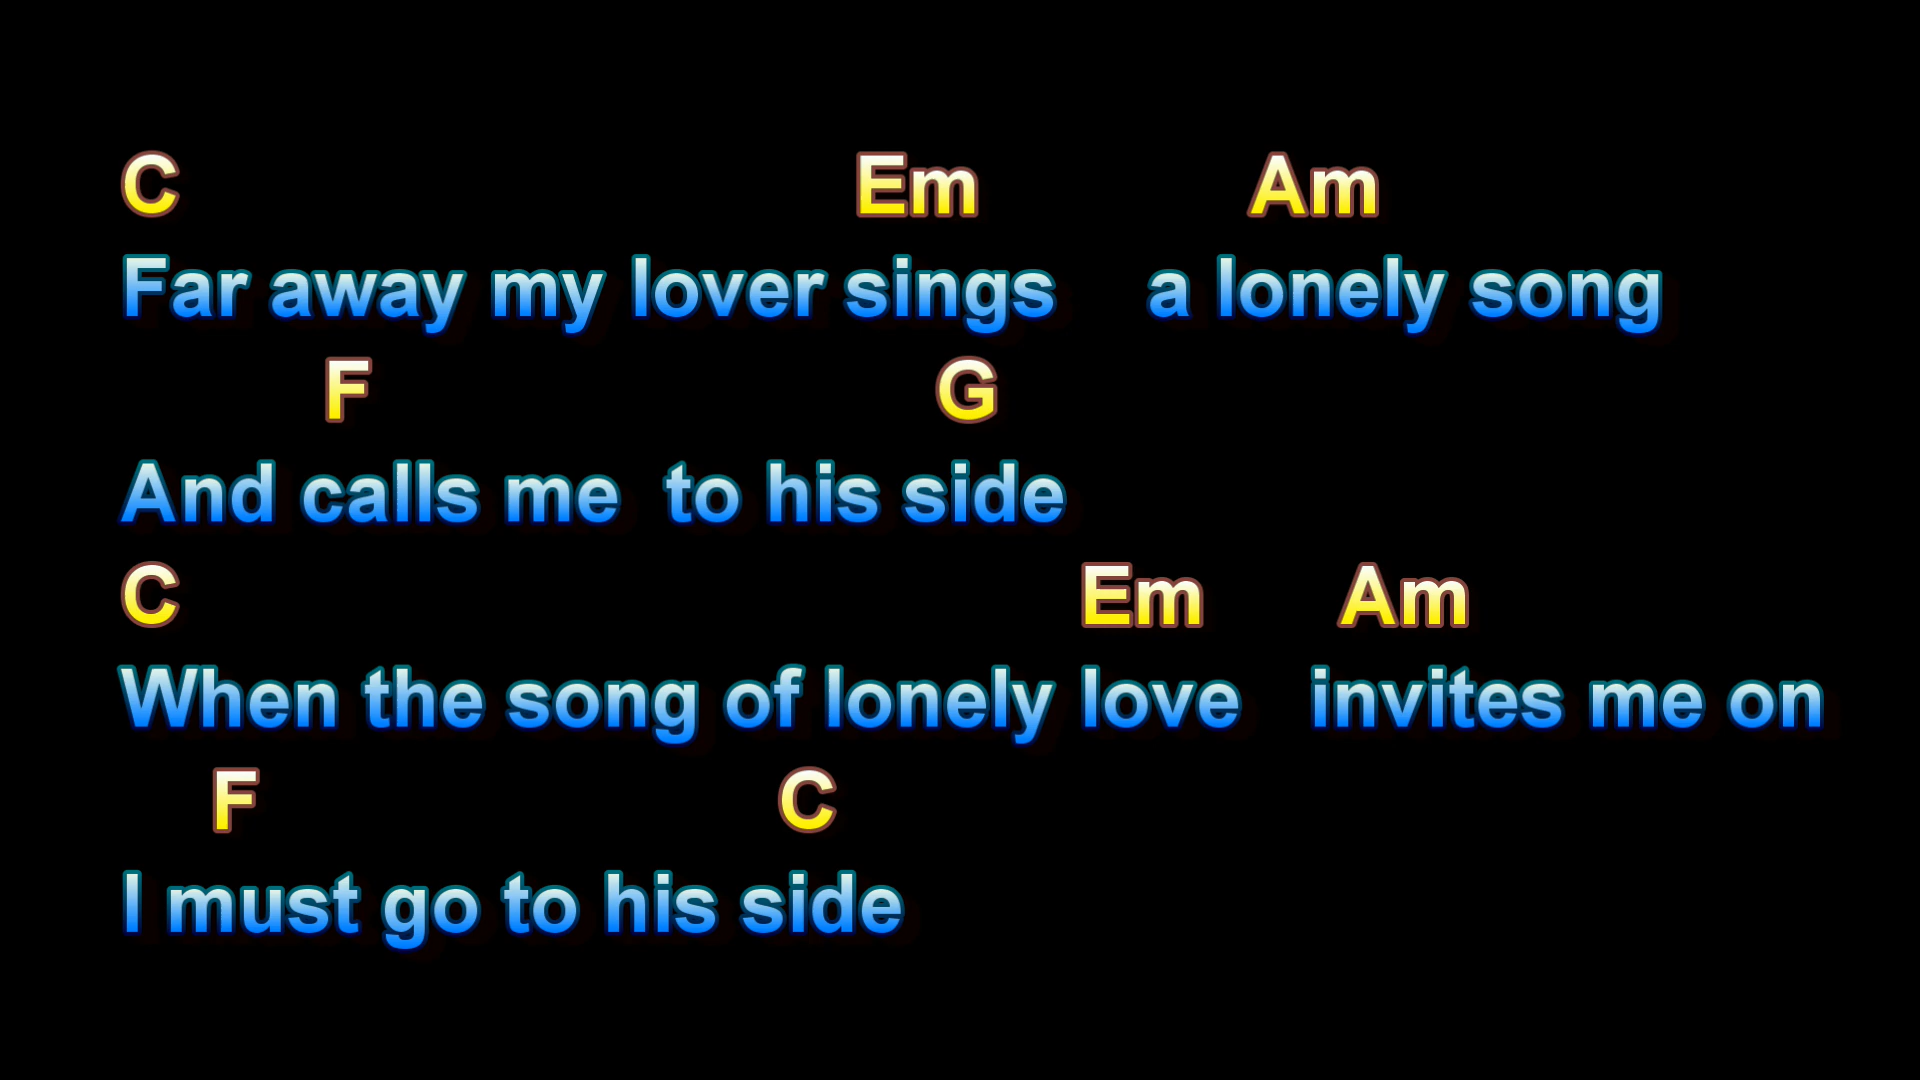 C Em Am
Far away my lover sings a lonely song
F G
And calls me to his side
C Em Am
When the song of lonely love invites me on
F C
I must go to his side